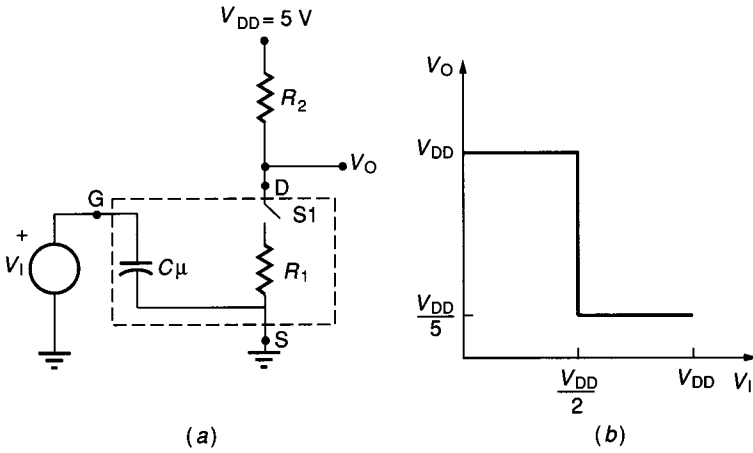 V_DD = 5 V
R_2
V_O
D
G
S1
+
V_I
Cμ
R_1
S
(a)
V_O
V_DD
V_DD/5
V_DD/2
V_DD
V_I
(b)